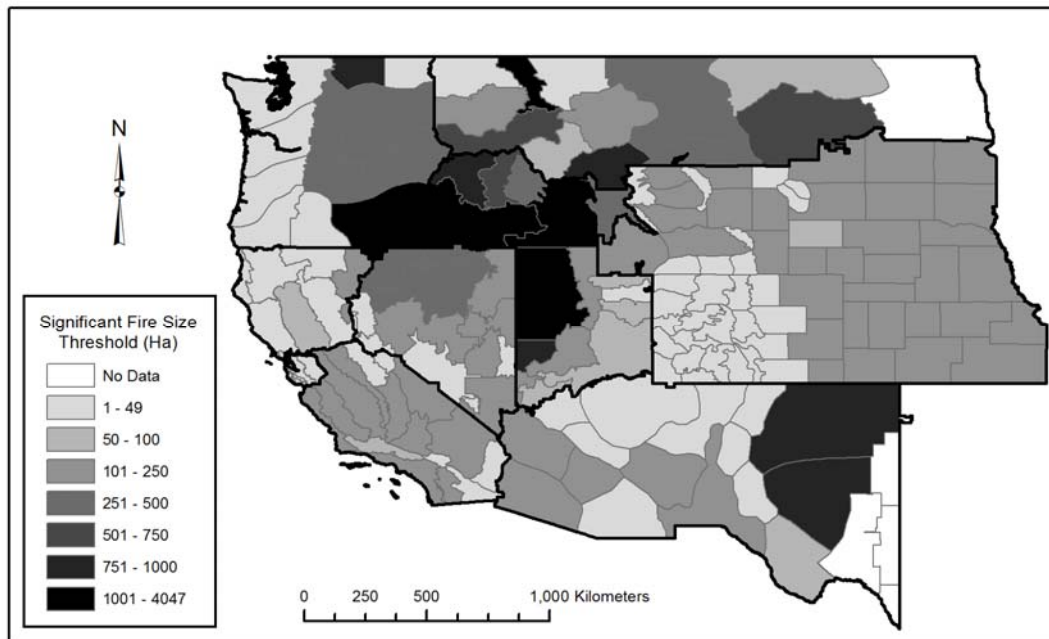 N
Significant Fire Size
Threshold (Ha)
No Data
1 - 49
50 - 100
101 - 250
251 - 500
501 - 750
751 - 1000
1001 - 4047
0 250 500 1,000 Kilometers